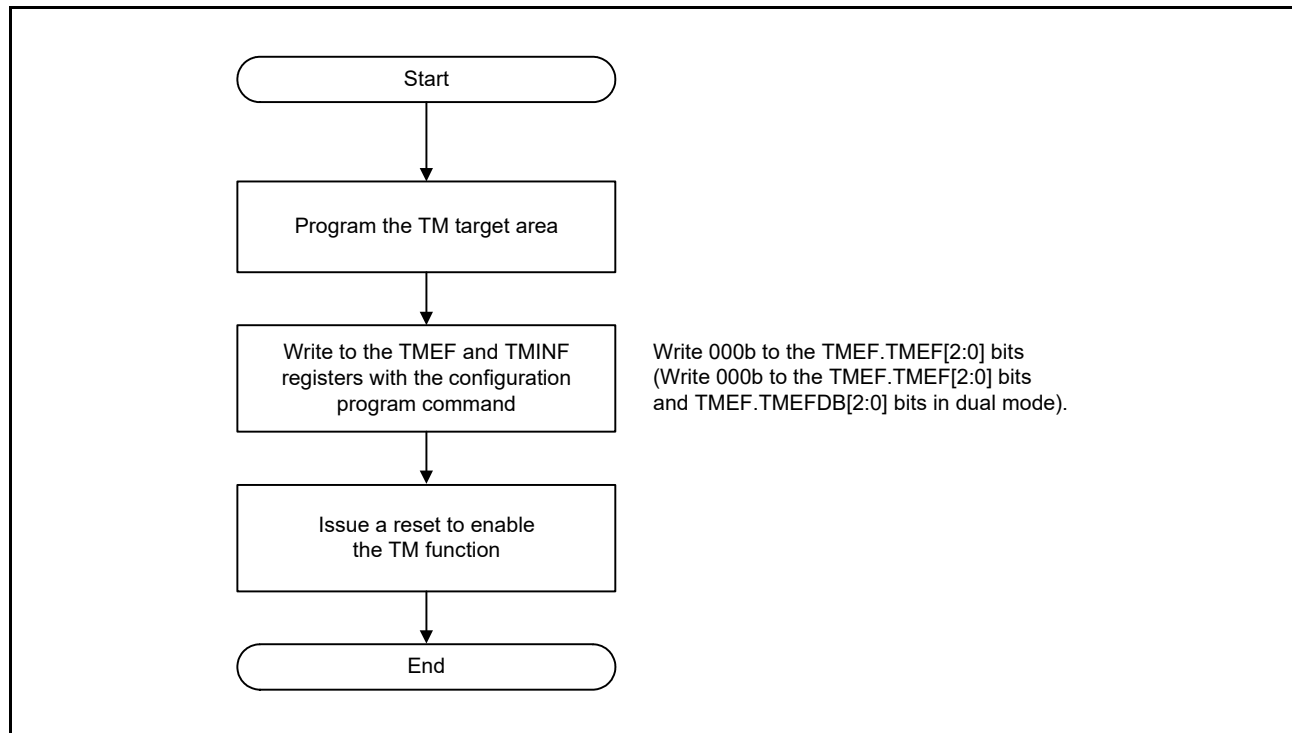 Start
Program the TM target area
Write to the TMEF and TMINF
registers with the configuration
program command
Write 000b to the TMEF.TMEF[2:0] bits
(Write 000b to the TMEF.TMEF[2:0] bits
and TMEF.TMEFDB[2:0] bits in dual mode).
Issue a reset to enable
the TM function
End